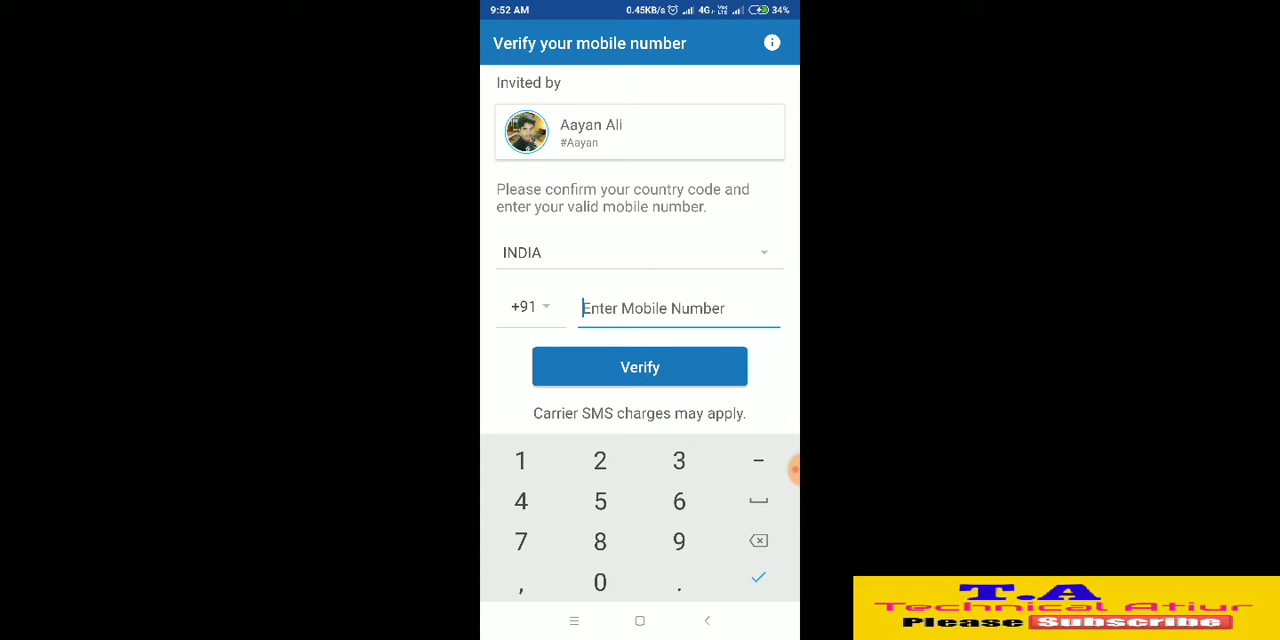 9:52 AM 0.45KB/s 4G+ VoLTE 34%
Verify your mobile number
Invited by
Aayan Ali
#Aayan
Please confirm your country code and
enter your valid mobile number.
INDIA
+91 Enter Mobile Number
Verify
Carrier SMS charges may apply.
1 2 3 -
4 5 6
7 8 9
, 0 .
T.A
Technical Atiur
Please Subscribe